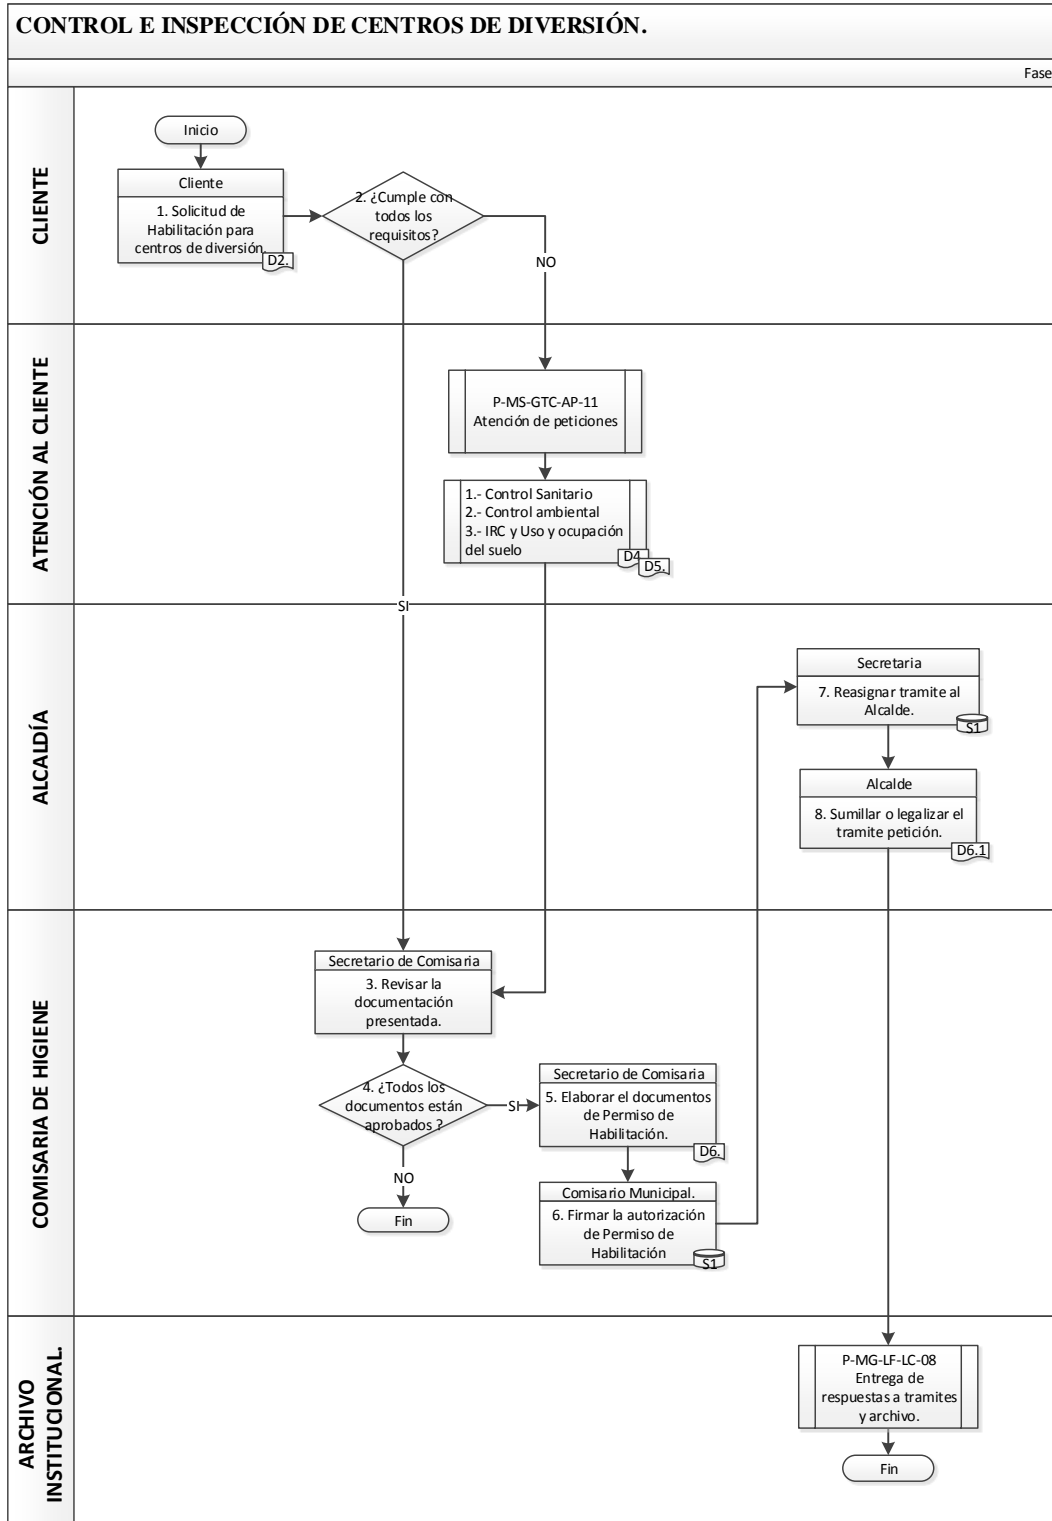 CONTROL E INSPECCIÓN DE CENTROS DE DIVERSIÓN.
Fase
CLIENTE
Inicio
Cliente
1. Solicitud de
Habilitación para
centros de diversión.
D2.
2. ¿Cumple con
todos los
requisitos?
NO
SI
ATENCIÓN AL CLIENTE
P-MS-GTC-AP-11
Atención de peticiones
1.- Control Sanitario
2.- Control ambiental
3.- IRC y Uso y ocupación
del suelo
D4
D5.
ALCALDÍA
Secretaria
7. Reasignar tramite al
Alcalde.
S1
Alcalde
8. Sumillar o legalizar el
tramite petición.
D6.1
COMISARIA DE HIGIENE
Secretario de Comisaria
3. Revisar la
documentación
presentada.
4. ¿Todos los
documentos están
aprobados ?
SI
NO
Fin
Secretario de Comisaria
5. Elaborar el documentos
de Permiso de
Habilitación.
D6.
Comisario Municipal.
6. Firmar la autorización
de Permiso de
Habilitación
S1
ARCHIVO
INSTITUCIONAL.
P-MG-LF-LC-08
Entrega de
respuestas a tramites
y archivo.
Fin